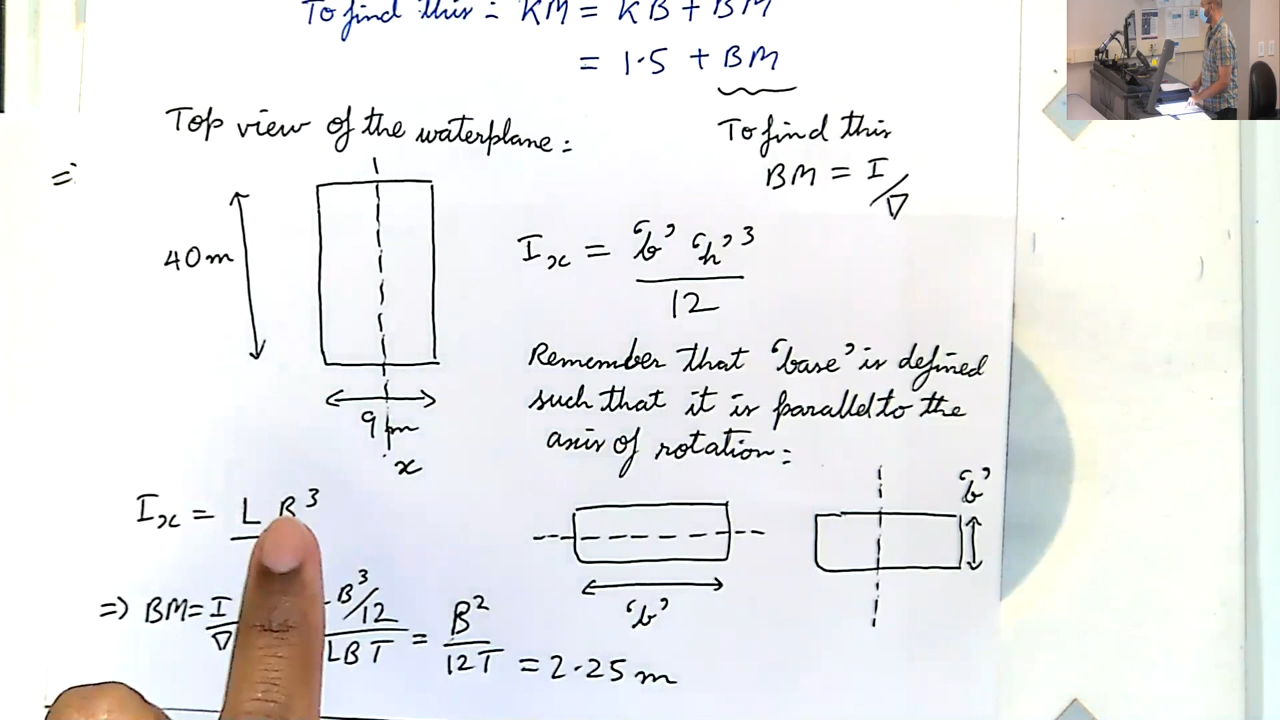 To find this = KM = KB + BM
= 1.5 + BM
Top view of the waterplane =
To find this
BM = I/∇
=
40m
9m
x
Ix = 'b' 'h'³
12
Remember that 'base' is defined
such that it is parallel to the
axis of rotation =
'b'
'b'
Ix = L B³
=> BM = I/∇ B³/12 / LBT = B²/12T = 2.25 m